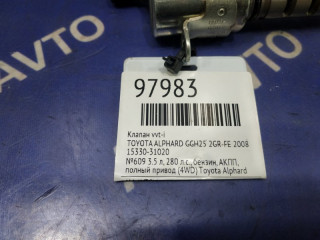 АВТО
АВТО
97983
Клапан vvt-i
TOYOTA ALPHARD GGH25 2GR-FE 2008
15330-31020
№609 3.5 л, 280 л.с., бензин, АКПП,
полный привод (4WD) Toyota Alphard